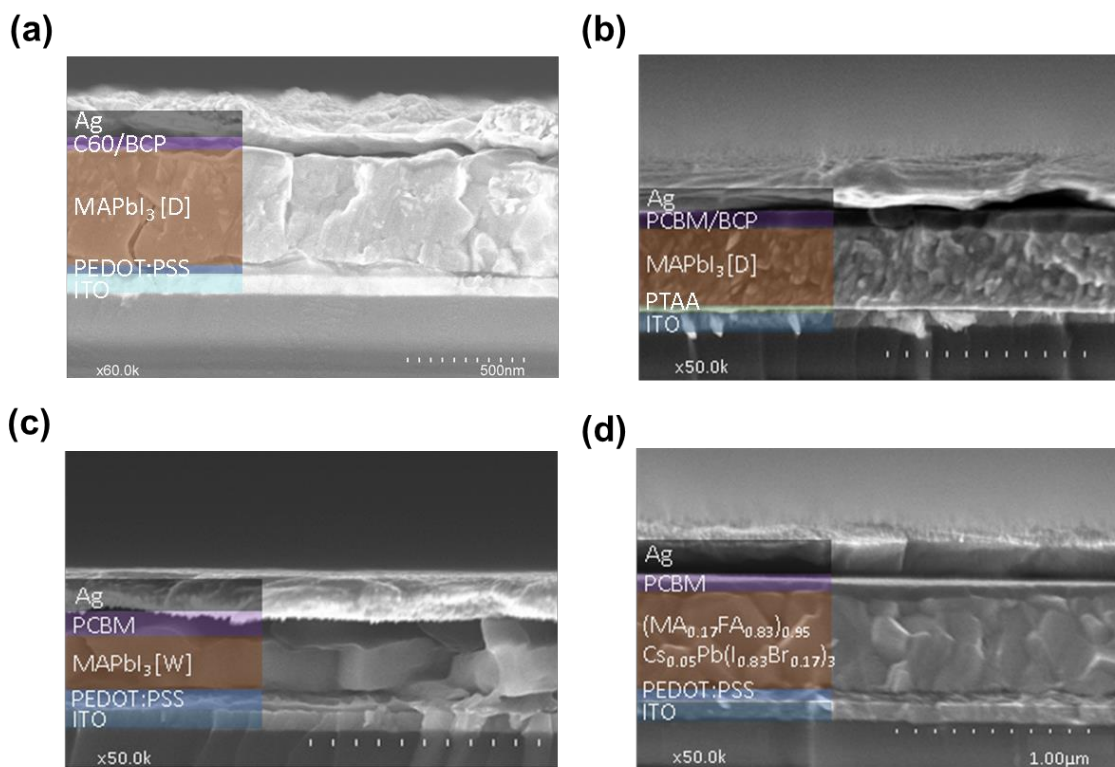 (a)
Ag
C60/BCP
MAPbI₃ [D]
PEDOT:PSS
ITO
x60.0k
500nm
(b)
Ag
PCBM/BCP
MAPbI₃[D]
PTAA
ITO
x50.0k
(c)
Ag
PCBM
MAPbI₃[W]
PEDOT:PSS
ITO
x50.0k
(d)
Ag
PCBM
(MA₀.₁₇FA₀.₈₃)₀.₉₅
Cs₀.₀₅Pb(I₀.₈₃Br₀.₁₇)₃
PEDOT:PSS
ITO
x50.0k
1.00μm